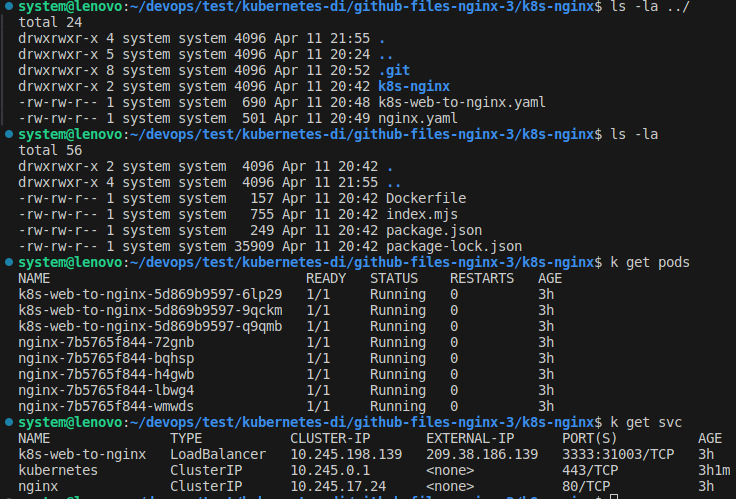 system@lenovo:~/devops/test/kubernetes-di/github-files-nginx-3/k8s-nginx$ ls -la ../
total 24
drwxrwxr-x 4 system system 4096 Apr 11 21:55 .
drwxrwxr-x 5 system system 4096 Apr 11 20:24 ..
drwxrwxr-x 8 system system 4096 Apr 11 20:52 .git
drwxrwxr-x 2 system system 4096 Apr 11 20:42 k8s-nginx
-rw-rw-r-- 1 system system  690 Apr 11 20:48 k8s-web-to-nginx.yaml
-rw-rw-r-- 1 system system  501 Apr 11 20:49 nginx.yaml
system@lenovo:~/devops/test/kubernetes-di/github-files-nginx-3/k8s-nginx$ ls -la
total 56
drwxrwxr-x 2 system system  4096 Apr 11 20:42 .
drwxrwxr-x 4 system system  4096 Apr 11 21:55 ..
-rw-rw-r-- 1 system system   157 Apr 11 20:42 Dockerfile
-rw-rw-r-- 1 system system   755 Apr 11 20:42 index.mjs
-rw-rw-r-- 1 system system   249 Apr 11 20:42 package.json
-rw-rw-r-- 1 system system 35909 Apr 11 20:42 package-lock.json
system@lenovo:~/devops/test/kubernetes-di/github-files-nginx-3/k8s-nginx$ k get pods
NAME                                READY   STATUS    RESTARTS   AGE
k8s-web-to-nginx-5d869b9597-6lp29   1/1     Running   0          3h
k8s-web-to-nginx-5d869b9597-9qckm   1/1     Running   0          3h
k8s-web-to-nginx-5d869b9597-q9qmb   1/1     Running   0          3h
nginx-7b5765f844-72gnb              1/1     Running   0          3h
nginx-7b5765f844-bqhsp              1/1     Running   0          3h
nginx-7b5765f844-h4gwb              1/1     Running   0          3h
nginx-7b5765f844-lbwg4              1/1     Running   0          3h
nginx-7b5765f844-wmwds              1/1     Running   0          3h
system@lenovo:~/devops/test/kubernetes-di/github-files-nginx-3/k8s-nginx$ k get svc
NAME               TYPE           CLUSTER-IP       EXTERNAL-IP      PORT(S)          AGE
k8s-web-to-nginx   LoadBalancer   10.245.198.139   209.38.186.139   3333:31003/TCP   3h
kubernetes         ClusterIP      10.245.0.1       <none>           443/TCP          3h1m
nginx              ClusterIP      10.245.17.24     <none>           80/TCP           3h